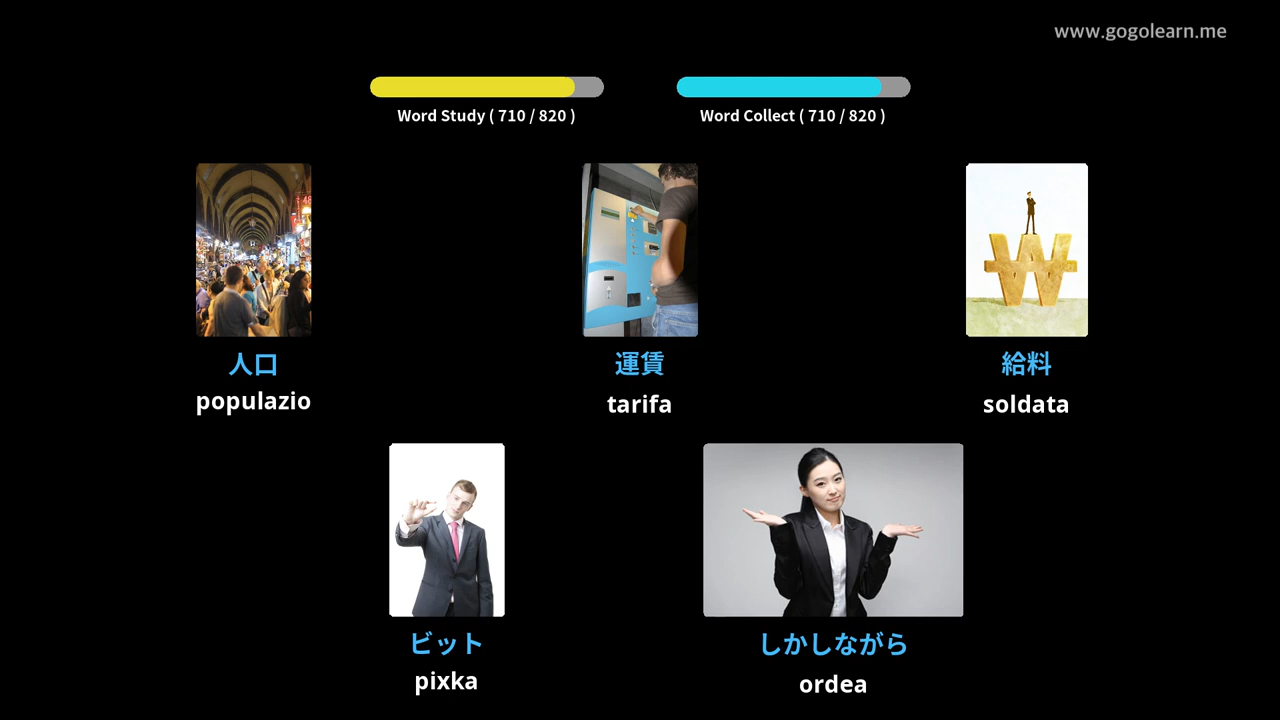 www.gogolearn.me
Word Study ( 710 / 820 )
Word Collect ( 710 / 820 )
人口
populazio
運賃
tarifa
給料
soldata
ビット
pixka
しかしながら
ordea